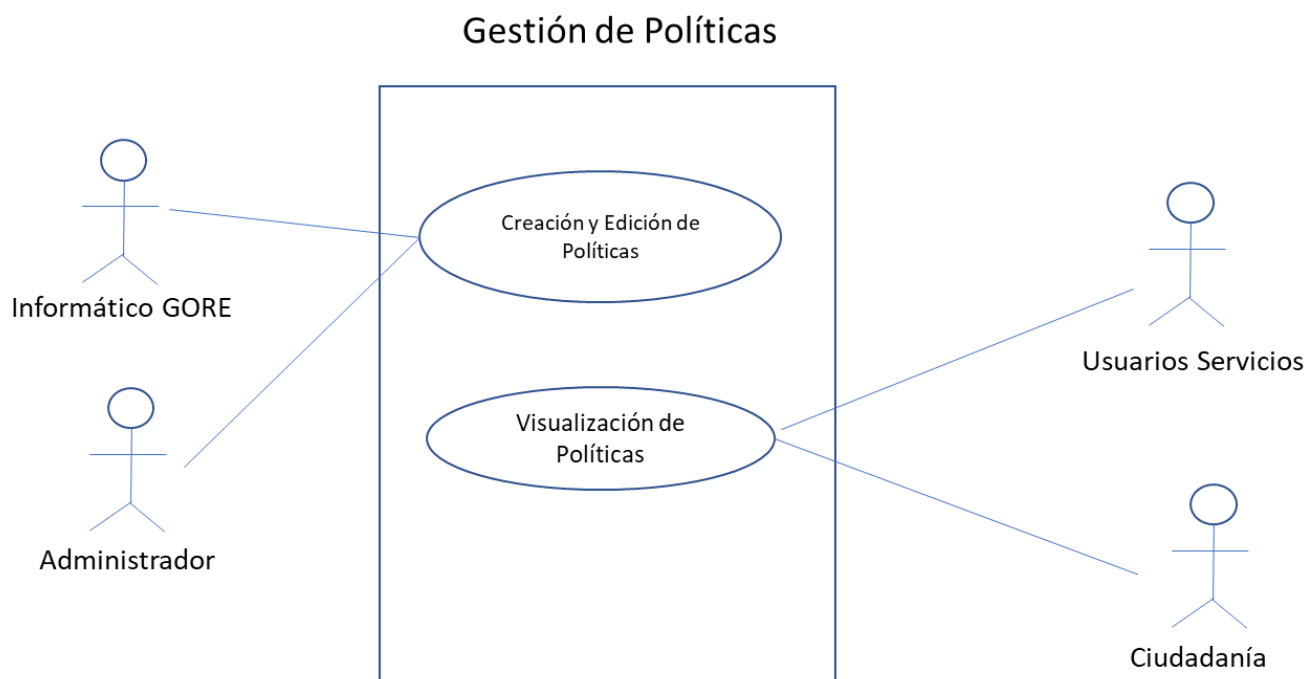 Gestión de Políticas
Creación y Edición de
Políticas
Informático GORE
Usuarios Servicios
Visualización de
Políticas
Administrador
Ciudadanía